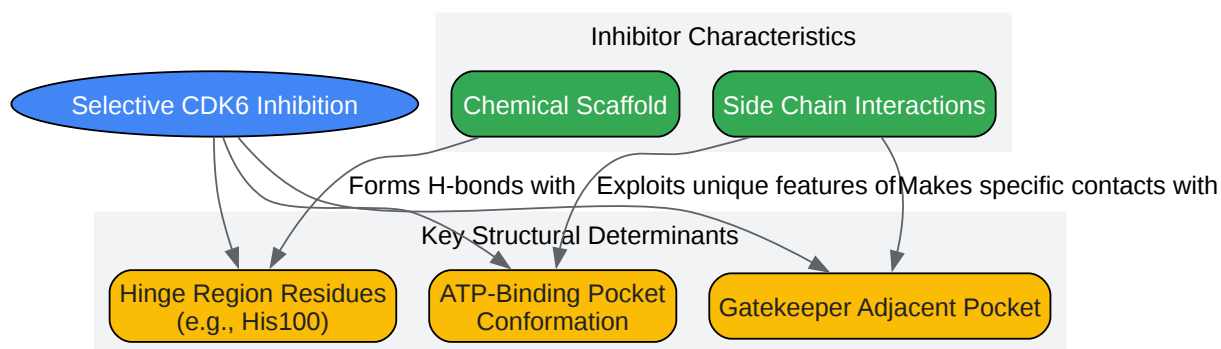 Inhibitor Characteristics
Selective CDK6 Inhibition
Chemical Scaffold
Side Chain Interactions
Forms H-bonds with
Exploits unique features of
Makes specific contacts with
Key Structural Determinants
Hinge Region Residues
(e.g., His100)
ATP-Binding Pocket
Conformation
Gatekeeper Adjacent Pocket